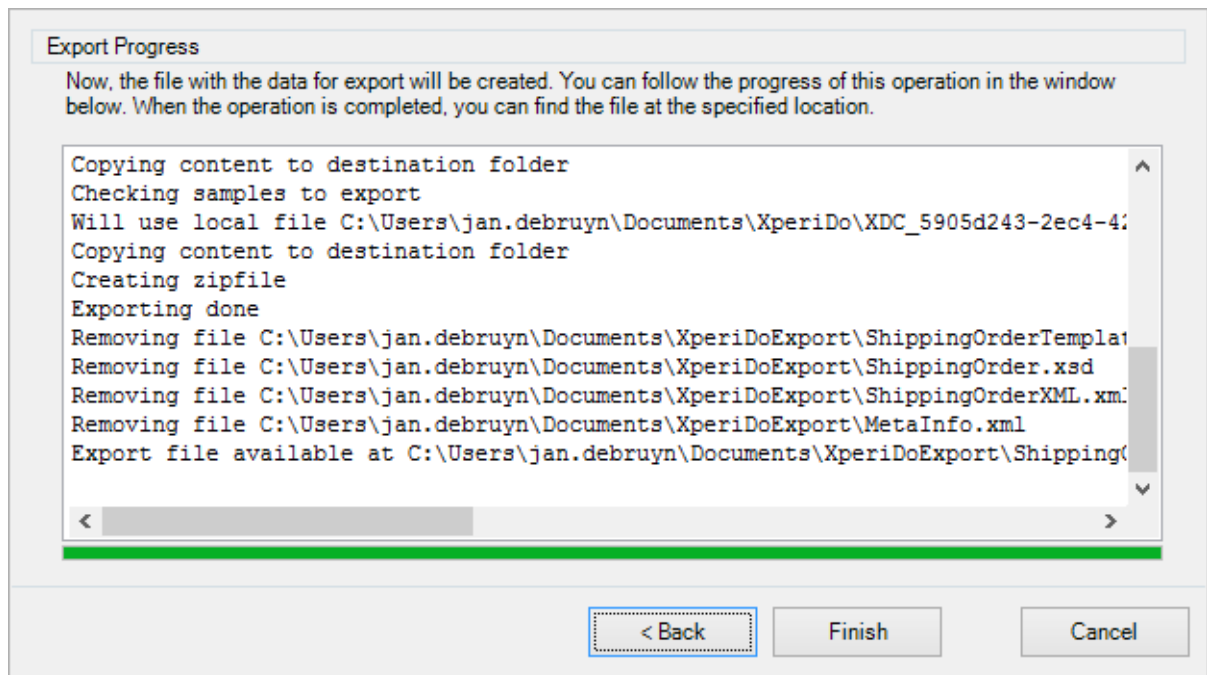 Export Progress
Now, the file with the data for export will be created. You can follow the progress of this operation in the window
below. When the operation is completed, you can find the file at the specified location.
Copying content to destination folder
Checking samples to export
Will use local file C:\Users\jan.debruyn\Documents\XperiDo\XDC_5905d243-2ec4-42
Copying content to destination folder
Creating zipfile
Exporting done
Removing file C:\Users\jan.debruyn\Documents\XperiDoExport\ShippingOrderTemplat
Removing file C:\Users\jan.debruyn\Documents\XperiDoExport\ShippingOrder.xsd
Removing file C:\Users\jan.debruyn\Documents\XperiDoExport\ShippingOrderXML.xml
Removing file C:\Users\jan.debruyn\Documents\XperiDoExport\MetaInfo.xml
Export file available at C:\Users\jan.debruyn\Documents\XperiDoExport\Shipping
< Back Finish Cancel